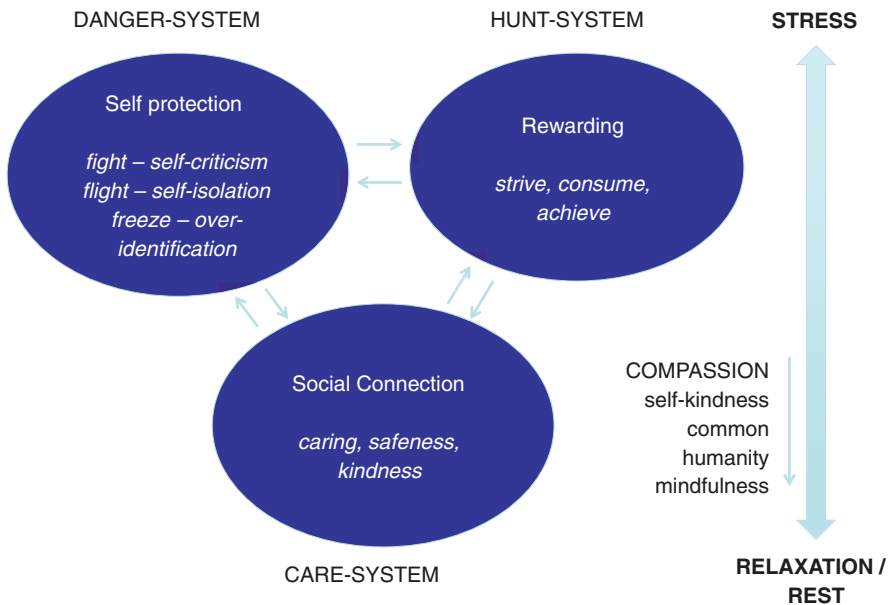 DANGER-SYSTEM
HUNT-SYSTEM
STRESS
Self protection
fight – self-criticism
flight – self-isolation
freeze – over-
identification
Rewarding
strive, consume,
achieve
Social Connection
caring, safeness,
kindness
CARE-SYSTEM
COMPASSION
self-kindness
common
humanity
mindfulness
RELAXATION /
REST